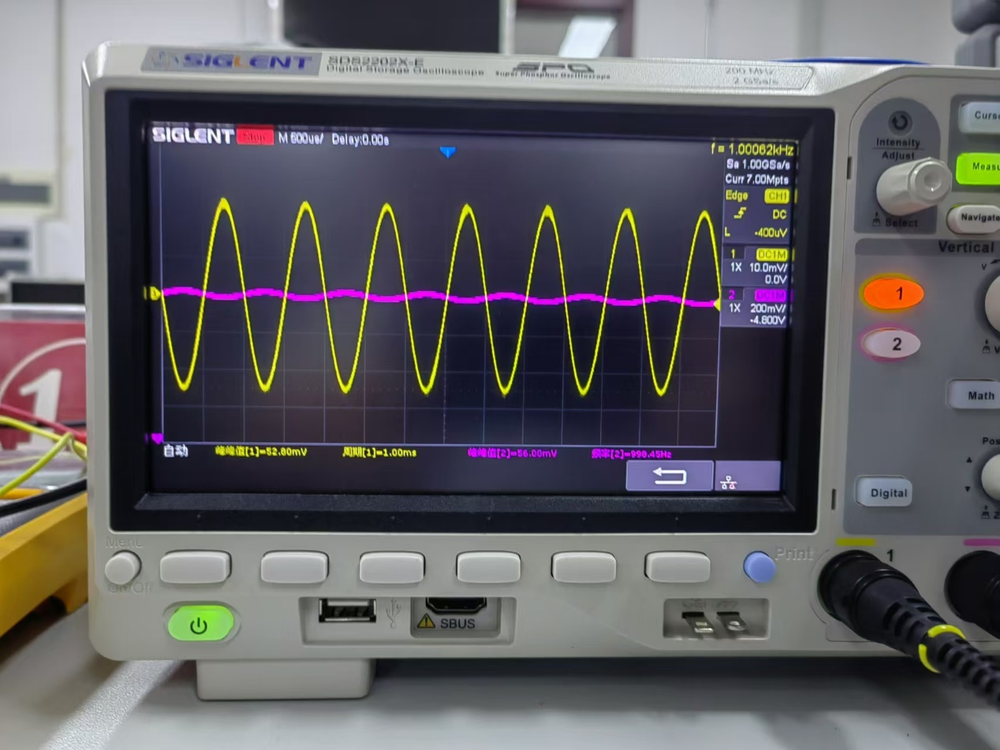 SIGLENT SDS2202X-E
Digital Storage Oscilloscope
SPO
Super Phosphor Oscilloscope
200 MHz
2 GSa/s
SIGLENT Stop M 500us/ Delay:0.00s
f = 1.00062kHz
Sa 1.00GSa/s
Curr 7.00Mpts
Edge CH1
DC
L -400uV
1 DC1M
1X 10.0mV/
0.0V
2 DC1M
1X 200mV/
-4.800V
自动 峰峰值[1]=52.80mV 周期[1]=1.00ms 峰峰值[2]=56.00mV 频率[2]=998.45Hz
Intensity
Adjust
Select
Curso
Measu
Navigate
Vertical
1
2
Math
Pos
Digital
Menu
On/Off
Print
1
SBUS
1